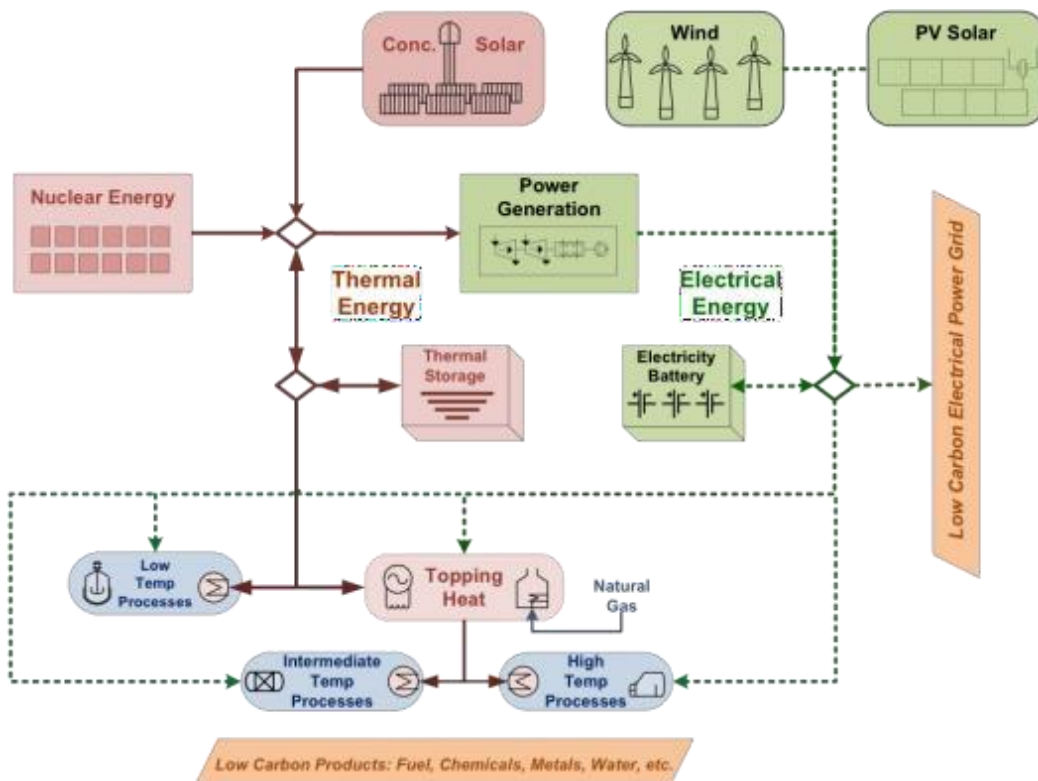 Conc. Solar
Wind
PV Solar
Nuclear Energy
Power
Generation
Thermal
Energy
Electrical
Energy
Thermal
Storage
Electricity
Battery
Low Carbon Electrical Power Grid
Low
Temp
Processes
Topping
Heat
Natural
Gas
Intermediate
Temp
Processes
High
Temp
Processes
Low Carbon Products: Fuel, Chemicals, Metals, Water, etc.